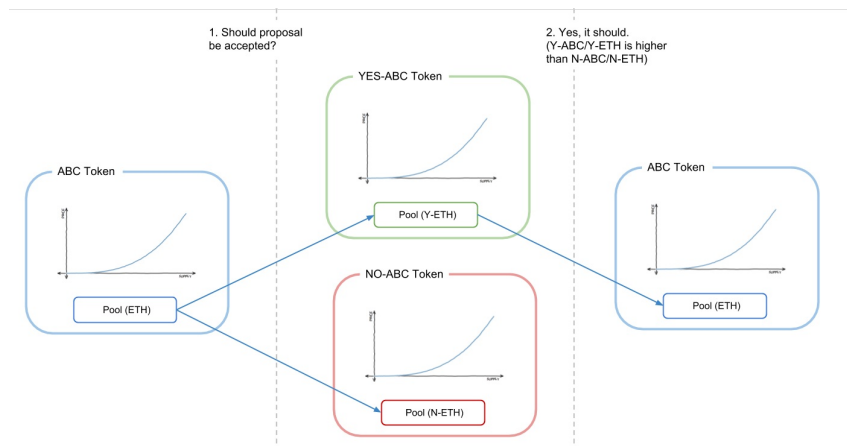 1. Should proposal
be accepted?
2. Yes, it should.
(Y-ABC/Y-ETH is higher
than N-ABC/N-ETH)
YES-ABC Token
Pool (Y-ETH)
ABC Token
Pool (ETH)
NO-ABC Token
Pool (N-ETH)
ABC Token
Pool (ETH)